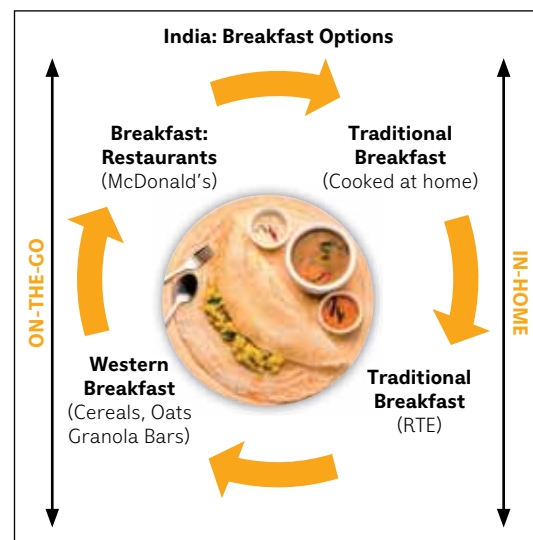 India: Breakfast Options
Breakfast:
Restaurants
(McDonald's)
Traditional
Breakfast
(Cooked at home)
ON-THE-GO
IN-HOME
Western
Breakfast
(Cereals, Oats
Granola Bars)
Traditional
Breakfast
(RTE)